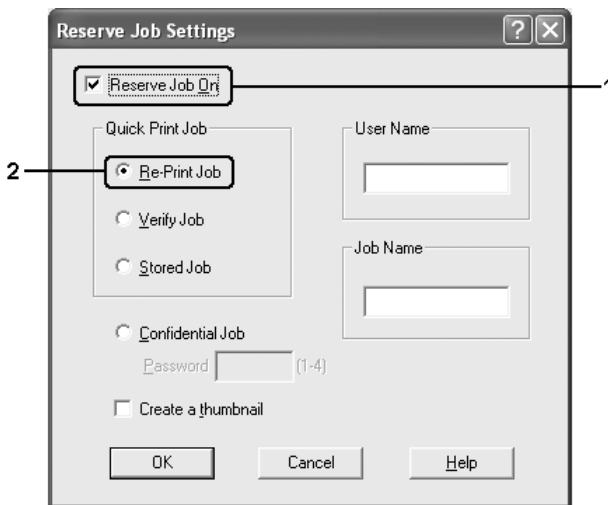 Reserve Job Settings
Reserve Job On
1
Quick Print Job
User Name
2
Re-Print Job
Verify Job
Stored Job
Job Name
Confidential Job
Password (1-4)
Create a thumbnail
OK
Cancel
Help